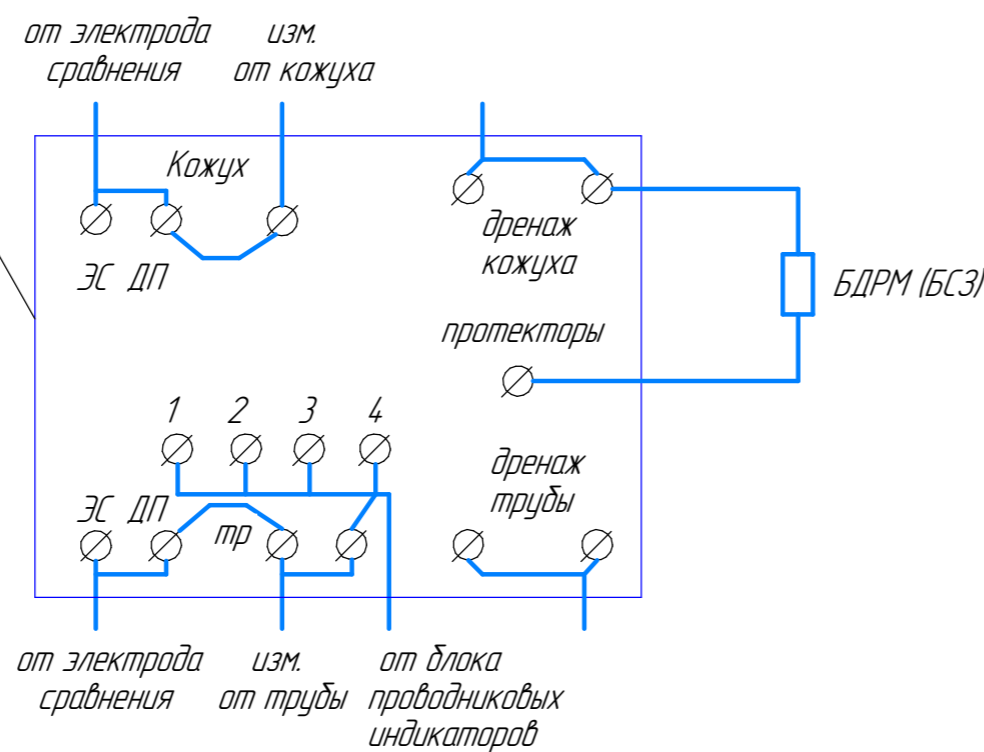 от электрода
сравнения
изм.
от кожуха
Кожух
ЭС ДП
дренаж
кожуха
БДРМ (БСЗ)
протекторы
1 2 3 4
дренаж
трубы
ЭС ДП
тр
от электрода
сравнения
изм.
от трубы
от блока
проводниковых
индикаторов